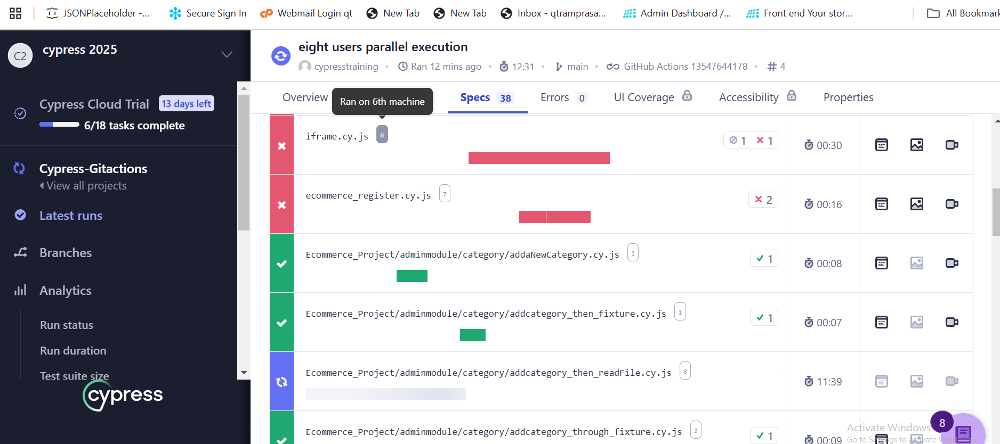 JSONPlaceholder -...
Secure Sign In
Webmail Login qt
New Tab
New Tab
Inbox - qtramprasa...
Admin Dashboard /...
Front end Your stor...
All Bookmark
C2
cypress 2025
Cypress Cloud Trial
13 days left
6/18 tasks complete
Cypress-Gitactions
View all projects
Latest runs
Branches
Analytics
Run status
Run duration
Test suite size
cypress
eight users parallel execution
cypresstraining
Ran 12 mins ago
12:31
main
GitHub Actions 13547644178
# 4
Overview
Ran on 6th machine
Specs 38
Errors 0
UI Coverage
Accessibility
Properties
iframe.cy.js 6
1 1
00:30
ecommerce_register.cy.js 7
2
00:16
Ecommerce_Project/adminmodule/category/addaNewCategory.cy.js 1
1
00:08
Ecommerce_Project/adminmodule/category/addcategory_then_fixture.cy.js 1
1
00:07
Ecommerce_Project/adminmodule/category/addcategory_then_readFile.cy.js 8
11:39
Ecommerce_Project/adminmodule/category/addcategory_through_fixture.cy.js 3
1
00:09
8
Activate Windows
Go to Settings to activate Windows